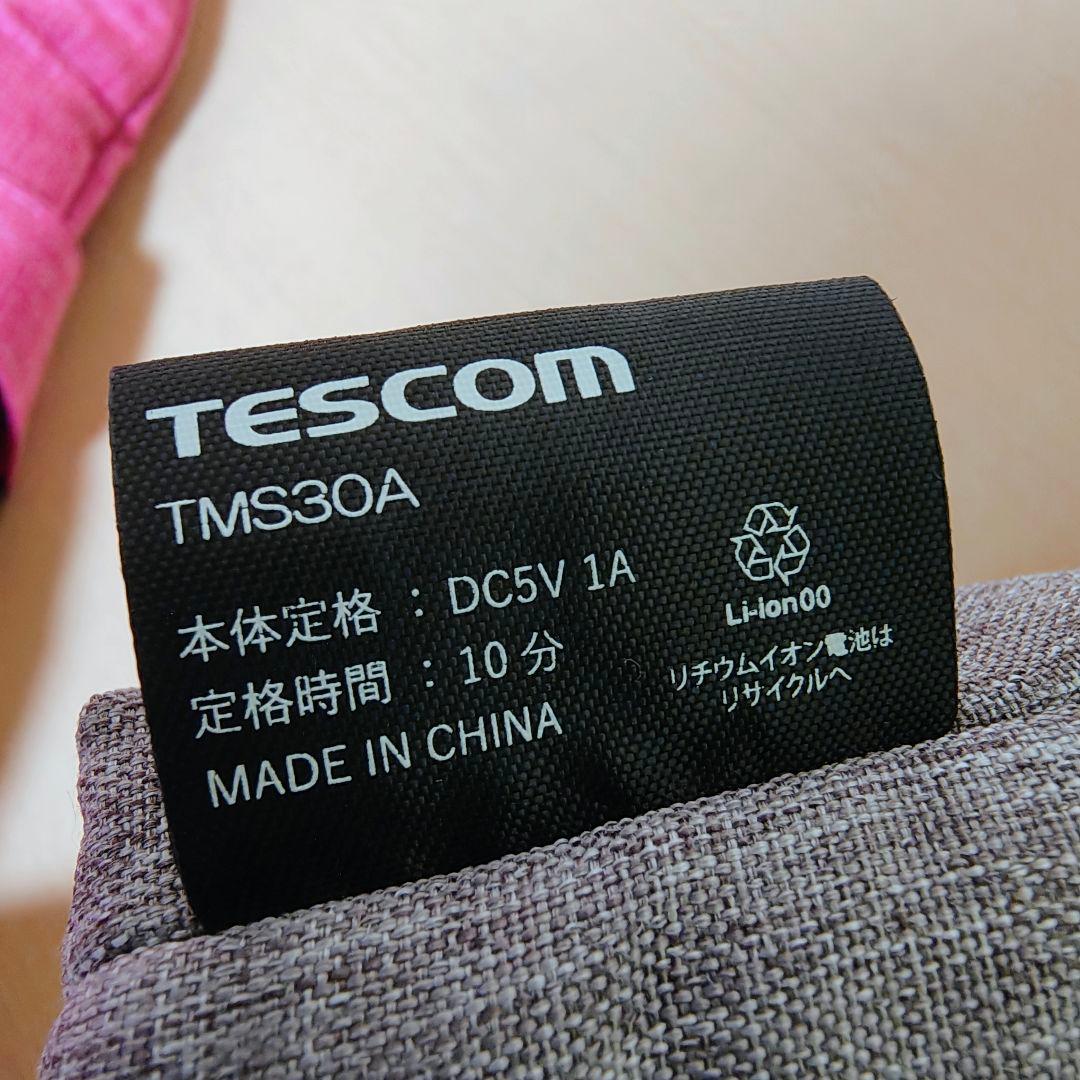 TESCOM
TMS30A
本体定格 : DC5V 1A
定格時間 : 10 分
MADE IN CHINA
Li-ion00
リチウムイオン電池は
リサイクルへ